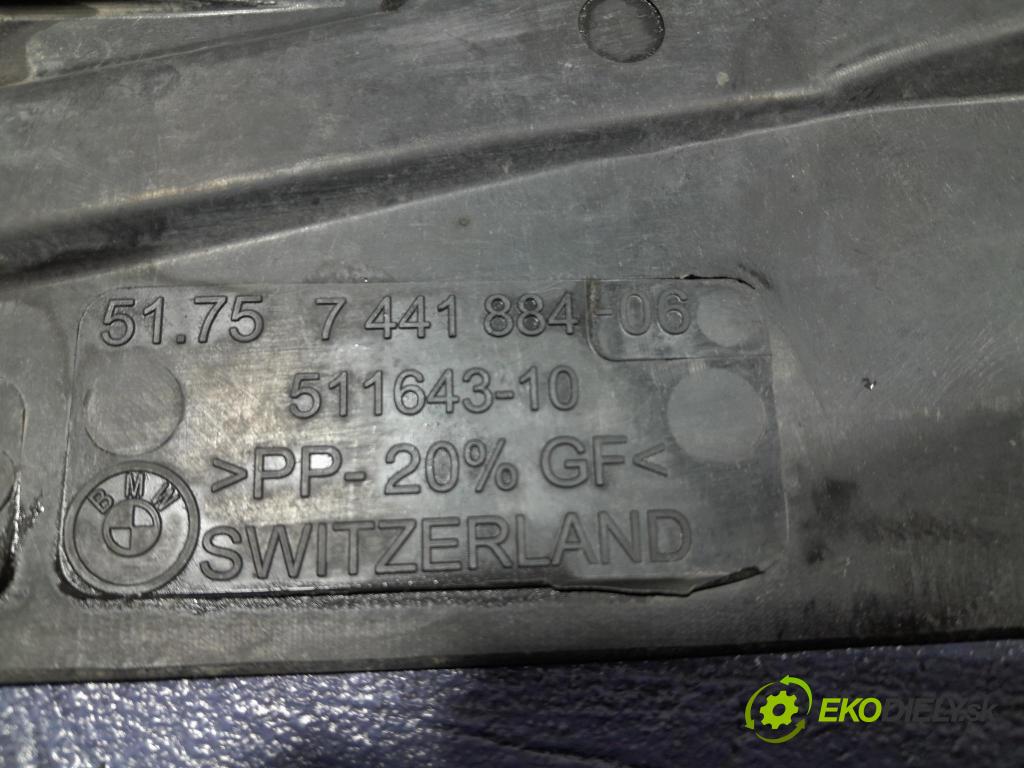 51.75 7 441 884-06
511643-10
>PP- 20% GF<
BMW
SWITZERLAND
EKODIELY.sk